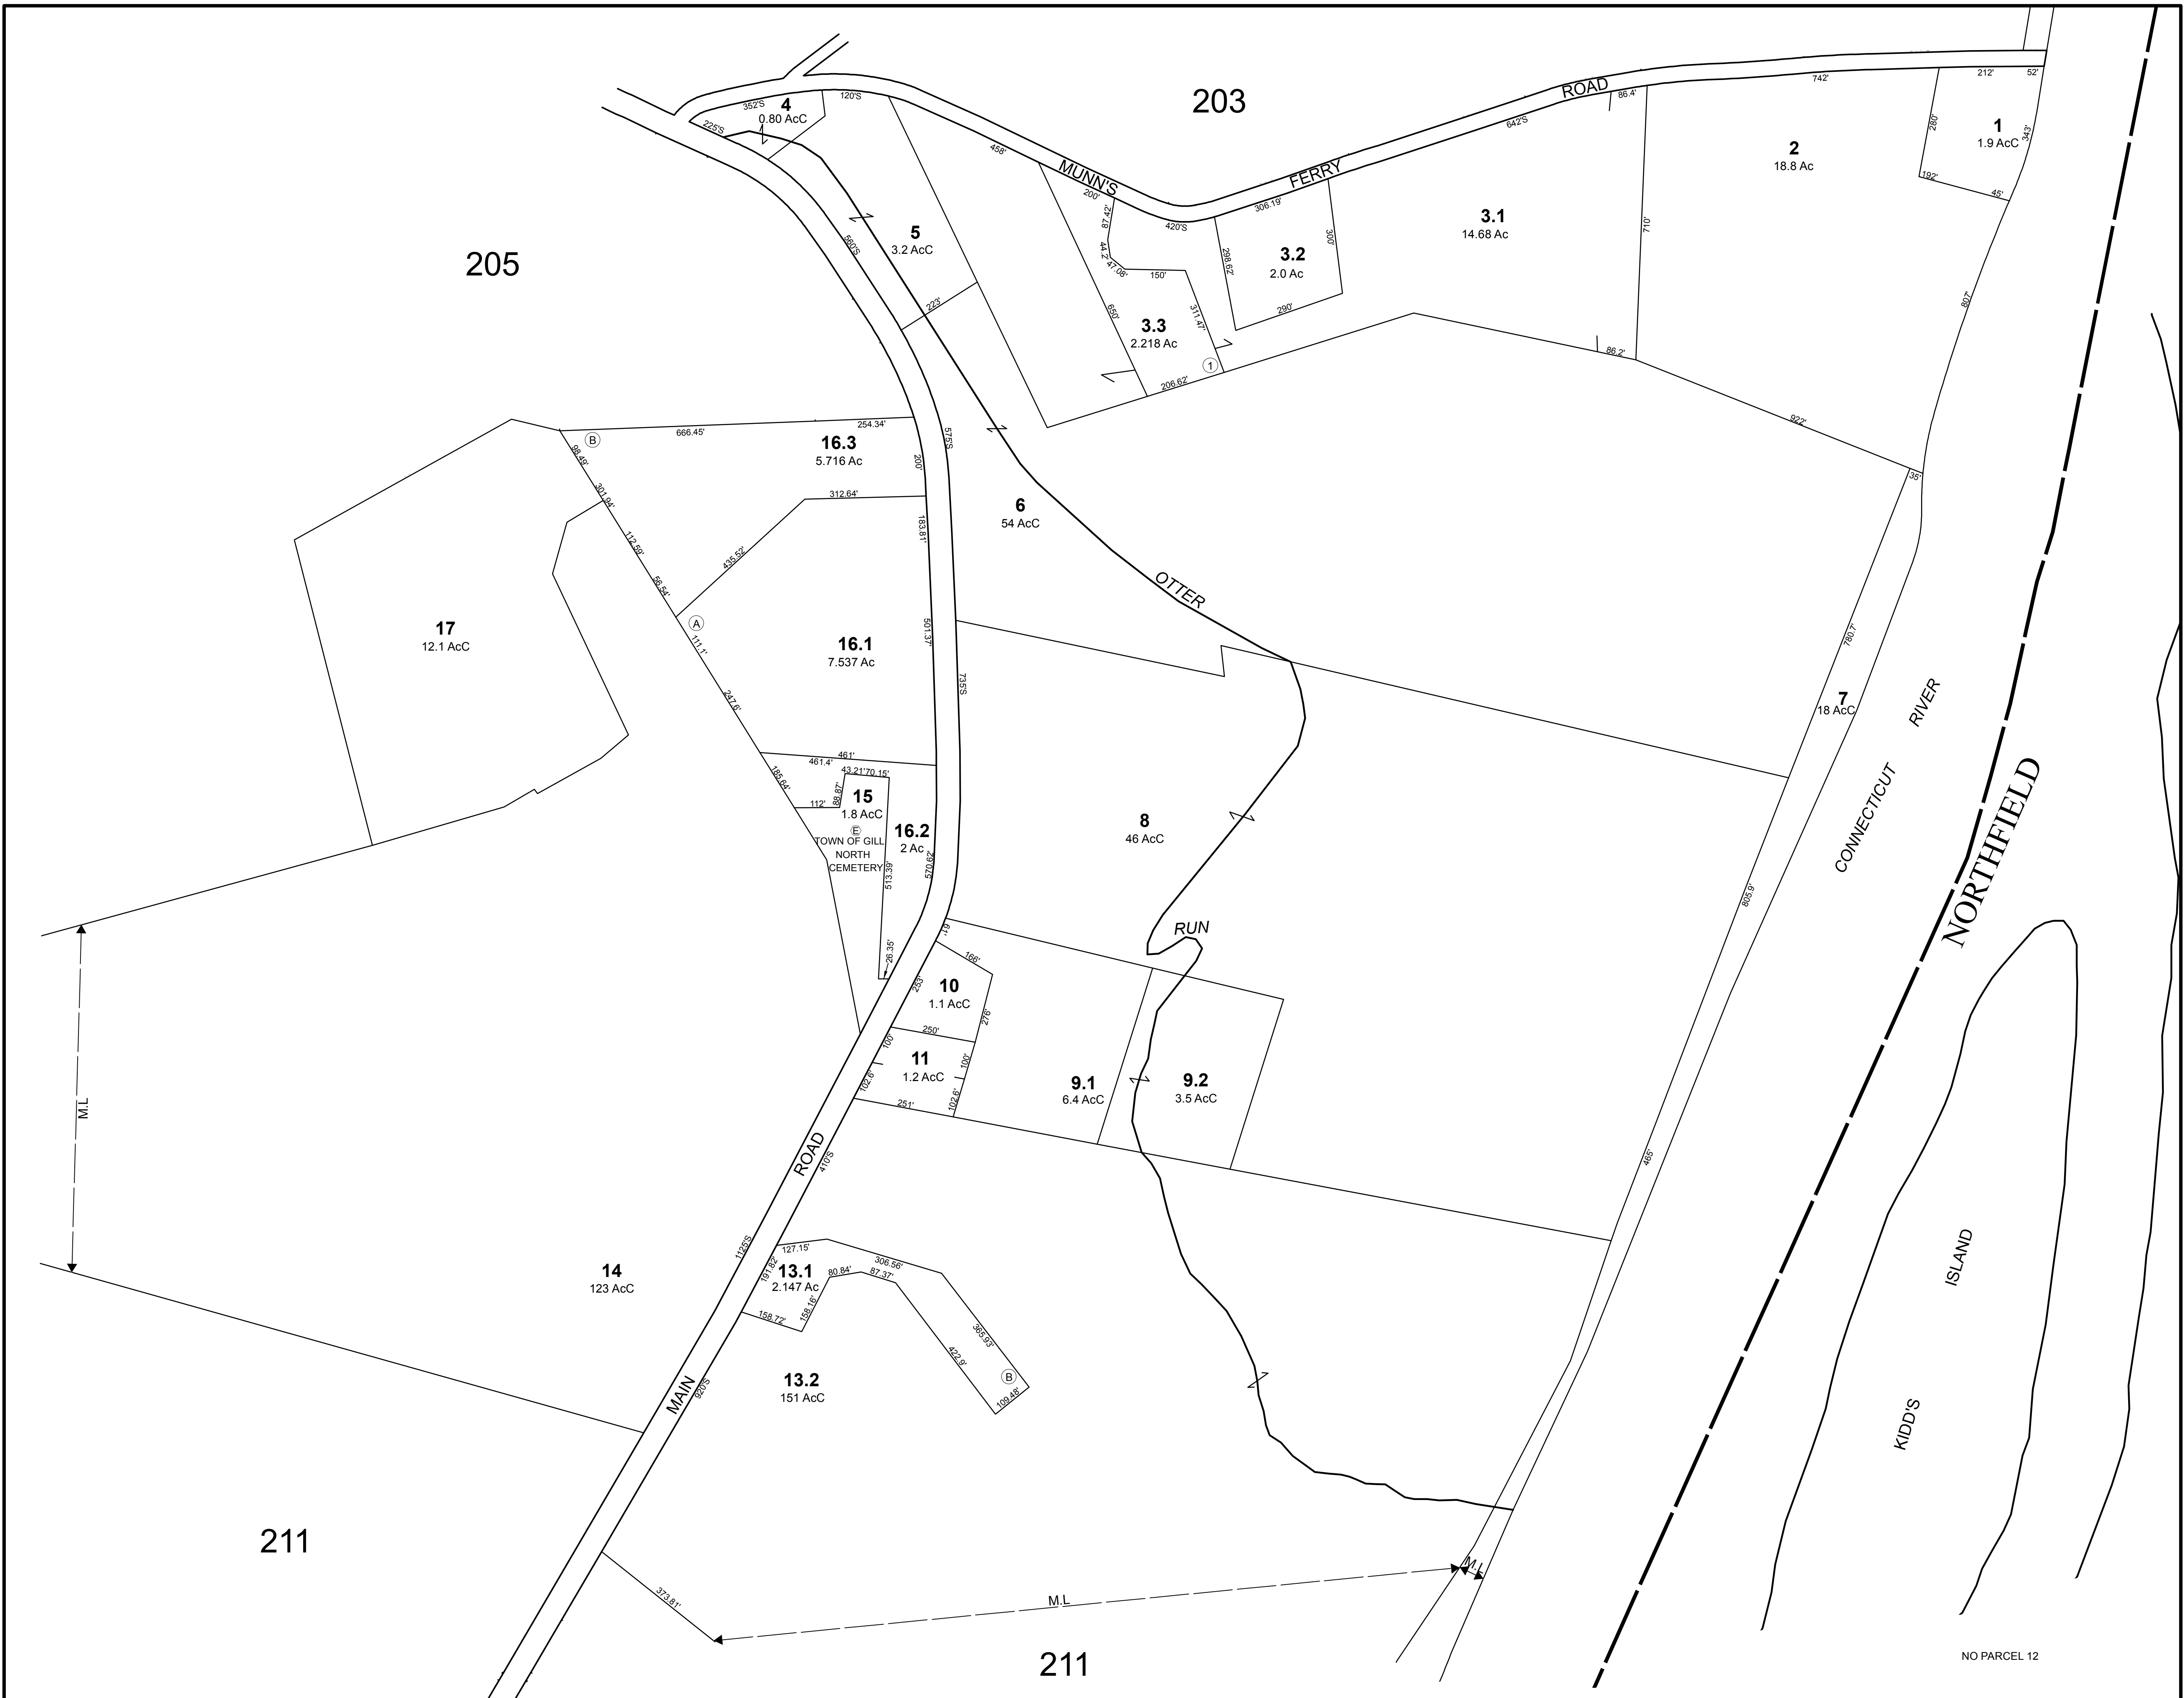 203
205
211
211
MUNN'S
FERRY
ROAD
MAIN
ROAD
OTTER
RUN
CONNECTICUT
RIVER
NORTHFIELD
KIDD'S
ISLAND
NO PARCEL 12
1
1.9 AcC
212'
52'
280'
343'
192'
45'
2
18.8 Ac
742'
710'
807'
922'
35'
3.1
14.68 Ac
642'S
86.4'
86.2'
3.2
2.0 Ac
306.19'
300'
298.62'
290'
3.3
2.218 Ac
200'
420'S
87.42'
44.2'
47.08'
150'
311.47'
650'
206.62'
1
4
0.80 AcC
352'S
225'S
120'S
458'
5
3.2 AcC
560'S
223'
6
54 AcC
575'S
7
18 AcC
780.7'
805.9'
465'
8
46 AcC
735'S
9.1
6.4 AcC
61'
9.2
3.5 AcC
10
1.1 AcC
166'
253'
276'
250'
11
1.2 AcC
100'
100'
102.6'
102.6'
251'
410'S
13.1
2.147 Ac
127.15'
306.56'
191.82'
80.84'
87.37'
158.16'
158.72'
365.93'
422.9'
109.48'
B
13.2
151 AcC
920'S
373.81'
M.L
M.L
14
123 AcC
1125'S
M.L
15
1.8 AcC
E
TOWN OF GILL
NORTH
CEMETERY
43.21'
70.15'
88.87'
112'
185.64'
513.39'
26.35'
16.2
2 Ac
461'
461.4'
570.62'
16.1
7.537 Ac
A
183.81'
501.37'
435.52'
312.64'
111.1'
247.6'
16.3
5.716 Ac
B
666.45'
254.34'
200'
98.49'
301.94'
112.59'
56.54'
17
12.1 AcC